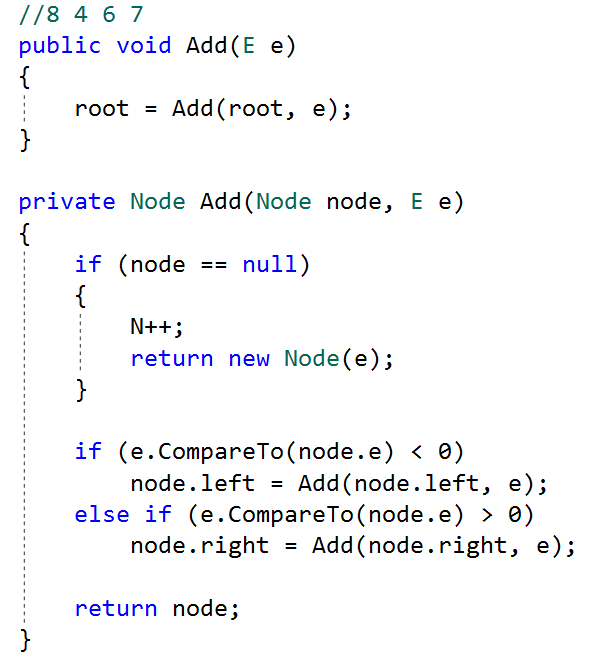 //8 4 6 7
public void Add(E e)
{
    root = Add(root, e);
}

private Node Add(Node node, E e)
{
    if (node == null)
    {
        N++;
        return new Node(e);
    }

    if (e.CompareTo(node.e) < 0)
        node.left = Add(node.left, e);
    else if (e.CompareTo(node.e) > 0)
        node.right = Add(node.right, e);

    return node;
}